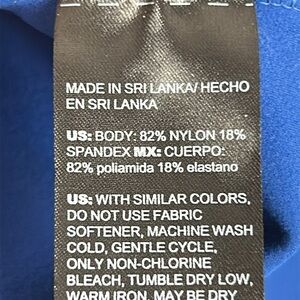 MADE IN SRI LANKA/ HECHO
EN SRI LANKA
US: BODY: 82% NYLON 18%
SPANDEX MX: CUERPO:
82% poliamida 18% elastano
US: WITH SIMILAR COLORS,
DO NOT USE FABRIC
SOFTENER, MACHINE WASH
COLD, GENTLE CYCLE,
ONLY NON-CHLORINE
BLEACH, TUMBLE DRY LOW,
WARM IRON, MAY BE DRY